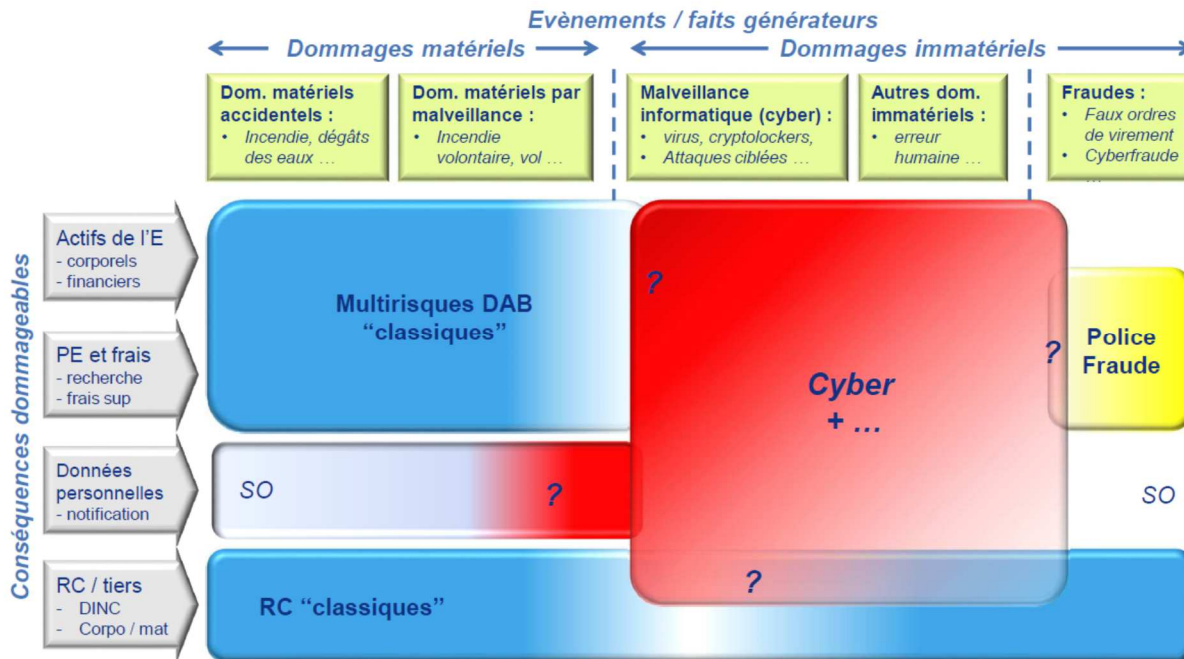 Evènements / faits générateurs
Dommages matériels
Dommages immatériels
Dom. matériels
accidentels :
• Incendie, dégâts
des eaux …
Dom. matériels par
malveillance :
• Incendie
volontaire, vol …
Malveillance
informatique (cyber) :
• virus, cryptolockers,
• Attaques ciblées …
Autres dom.
immatériels :
• erreur
humaine …
Fraudes :
• Faux ordres
de virement
• Cyberfraude
…
Conséquences dommageables
Actifs de l’E
- corporels
- financiers
PE et frais
- recherche
- frais sup
Données
personnelles
- notification
RC / tiers
- DINC
- Corpo / mat
Multirisques DAB
“classiques”
?
Cyber
+ …
?
Police
Fraude
SO
?
SO
RC “classiques”
?